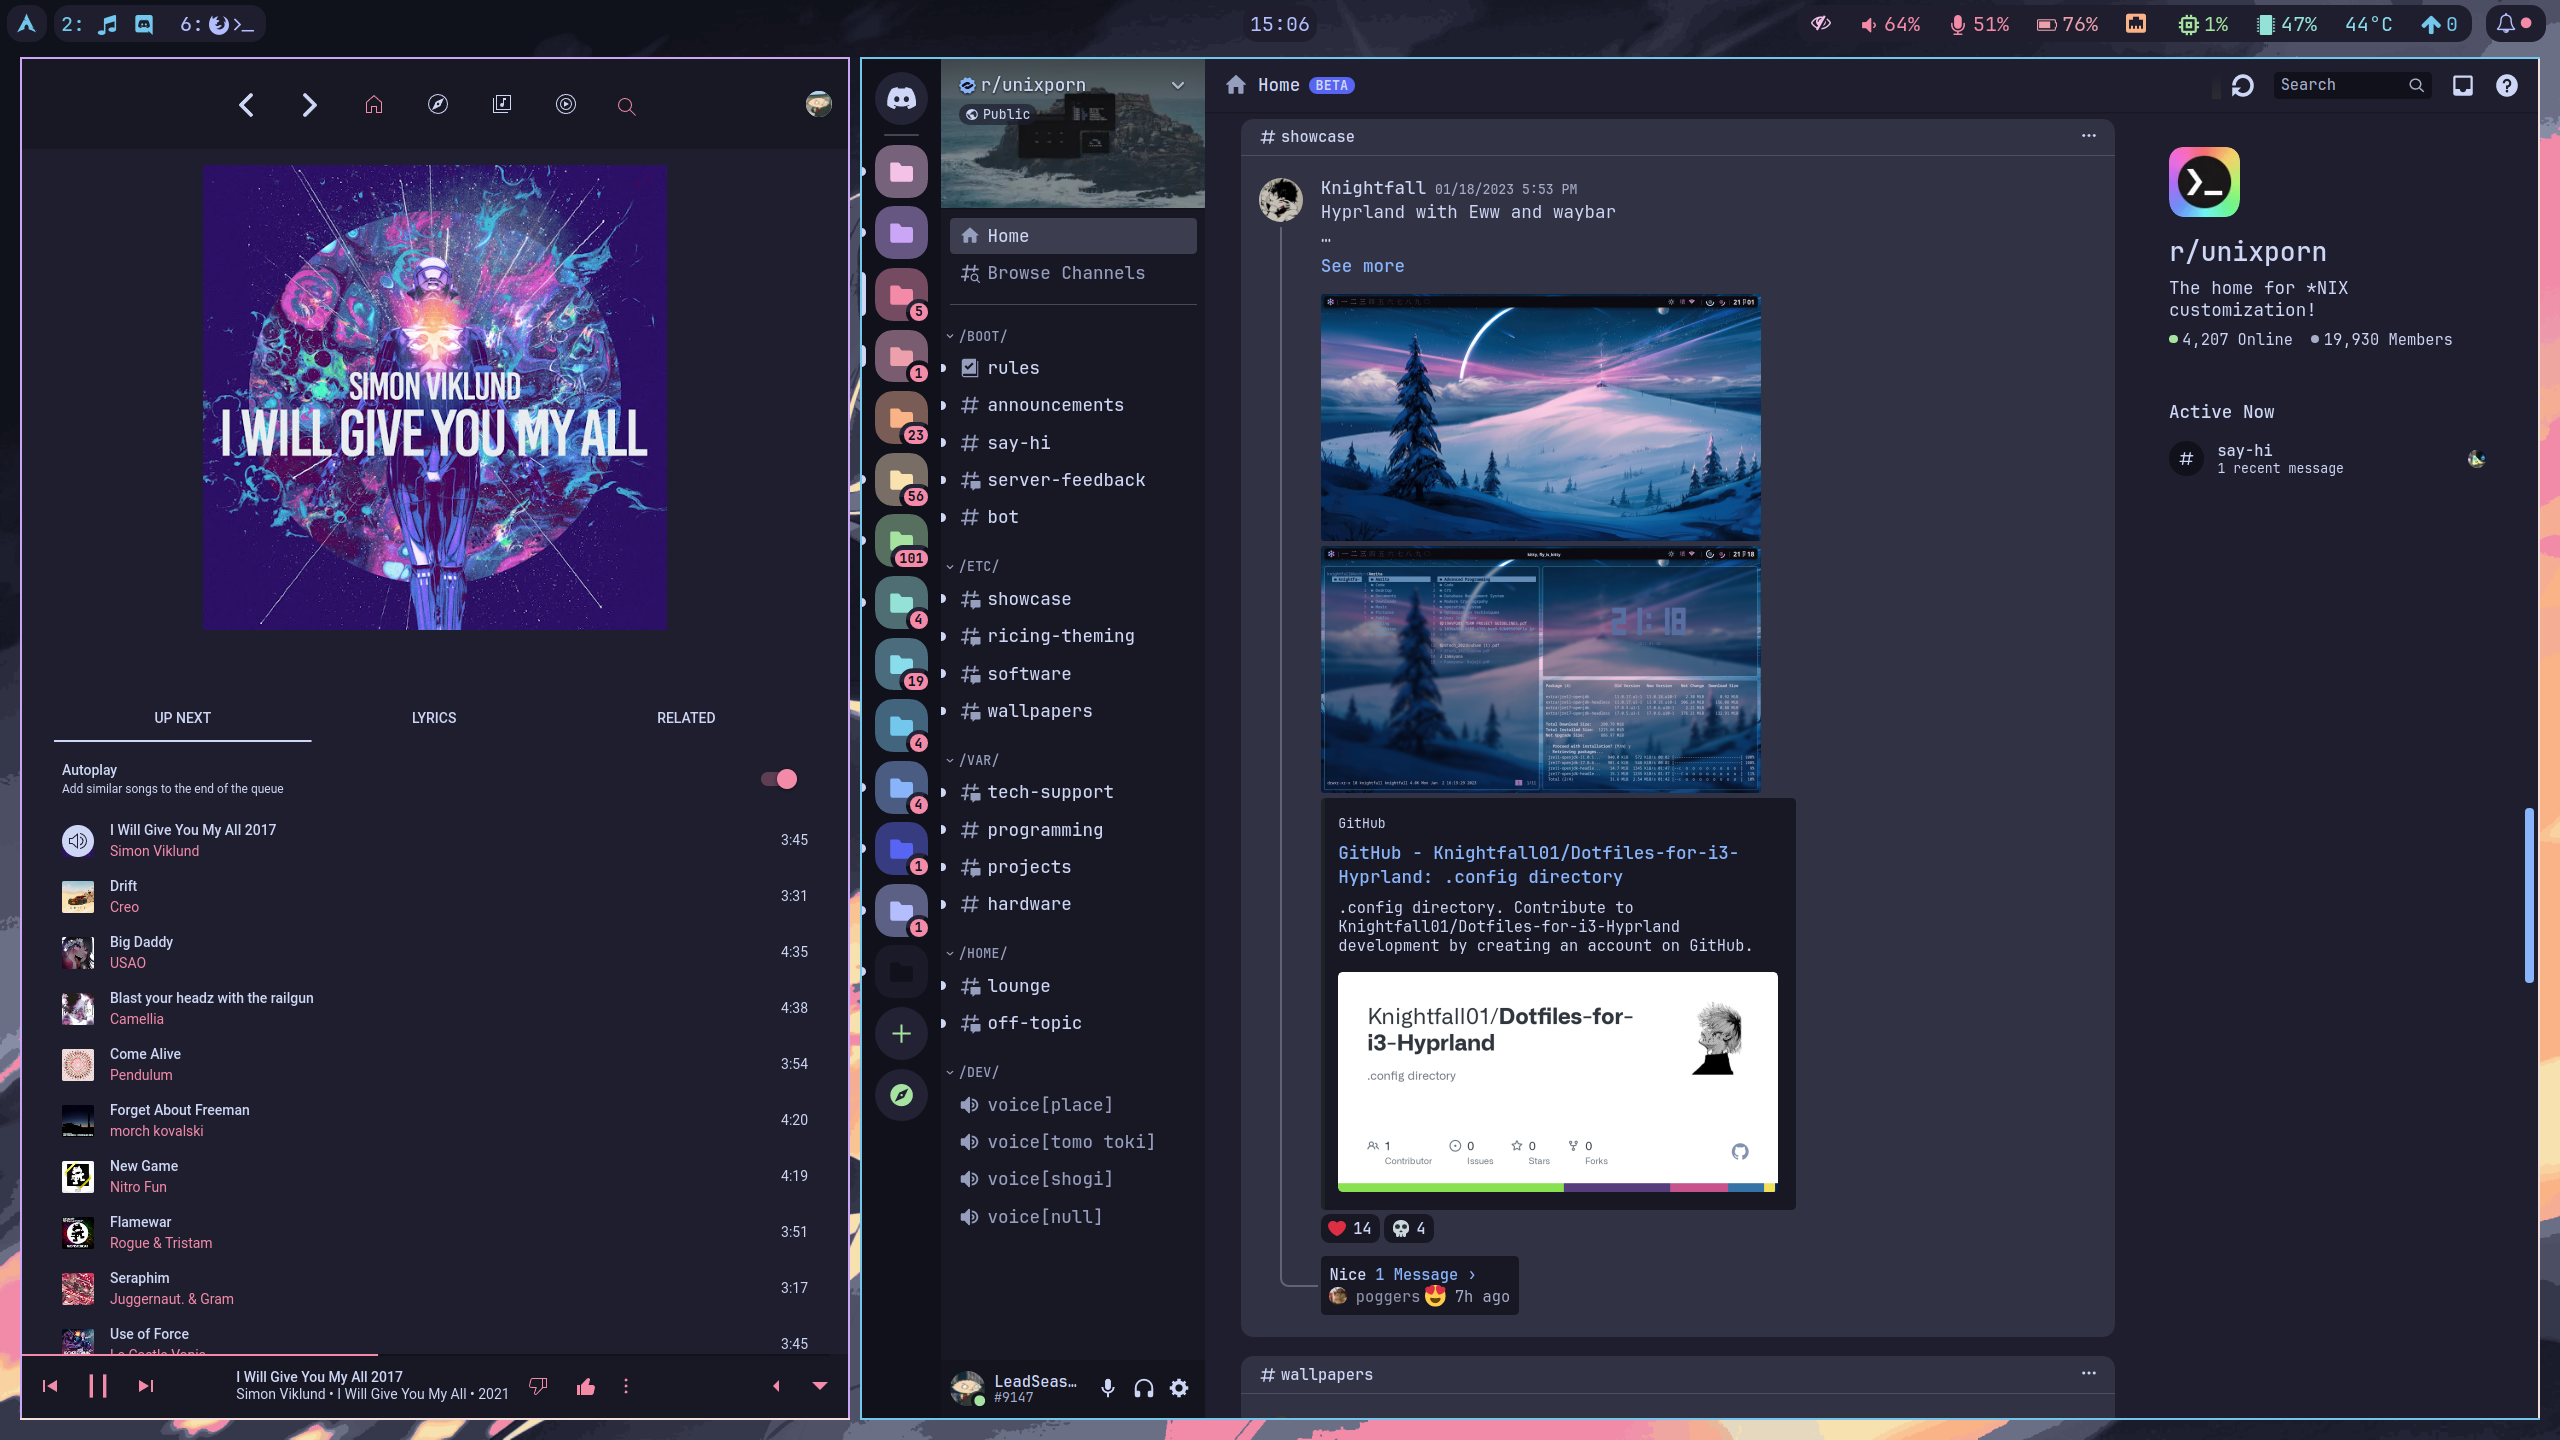 2:
6:
15:06
64%
51%
76%
1%
47%
44°C
0
SIMON VIKLUND
I WILL GIVE YOU MY ALL
UP NEXT
LYRICS
RELATED
Autoplay
Add similar songs to the end of the queue
I Will Give You My All 2017
Simon Viklund
3:45
Drift
Creo
3:31
Big Daddy
USAO
4:35
Blast your headz with the railgun
Camellia
4:38
Come Alive
Pendulum
3:54
Forget About Freeman
morch kovalski
4:20
New Game
Nitro Fun
4:19
Flamewar
Rogue & Tristam
3:51
Seraphim
Juggernaut. & Gram
3:17
Use of Force
3:45
I Will Give You My All 2017
Simon Viklund • I Will Give You My All • 2021
5
1
23
56
101
4
19
4
4
1
1
r/unixporn
Public
Home
Browse Channels
/BOOT/
rules
announcements
say-hi
server-feedback
bot
/ETC/
showcase
ricing-theming
software
wallpapers
/VAR/
tech-support
programming
projects
hardware
/HOME/
lounge
off-topic
/DEV/
voice[place]
voice[tomo toki]
voice[shogi]
voice[null]
LeadSeas…
#9147
Home
BETA
Search
# showcase
Knightfall 01/18/2023 5:53 PM
Hyprland with Eww and waybar
…
See more
21:18
GitHub
GitHub - Knightfall01/Dotfiles-for-i3-
Hyprland: .config directory
.config directory. Contribute to
Knightfall01/Dotfiles-for-i3-Hyprland
development by creating an account on GitHub.
Knightfall01/Dotfiles-for-
i3-Hyprland
.config directory
1
Contributor
0
Issues
0
Stars
0
Forks
14
4
Nice 1 Message ›
poggers 7h ago
# wallpapers
r/unixporn
The home for *NIX
customization!
4,207 Online
19,930 Members
Active Now
say-hi
1 recent message